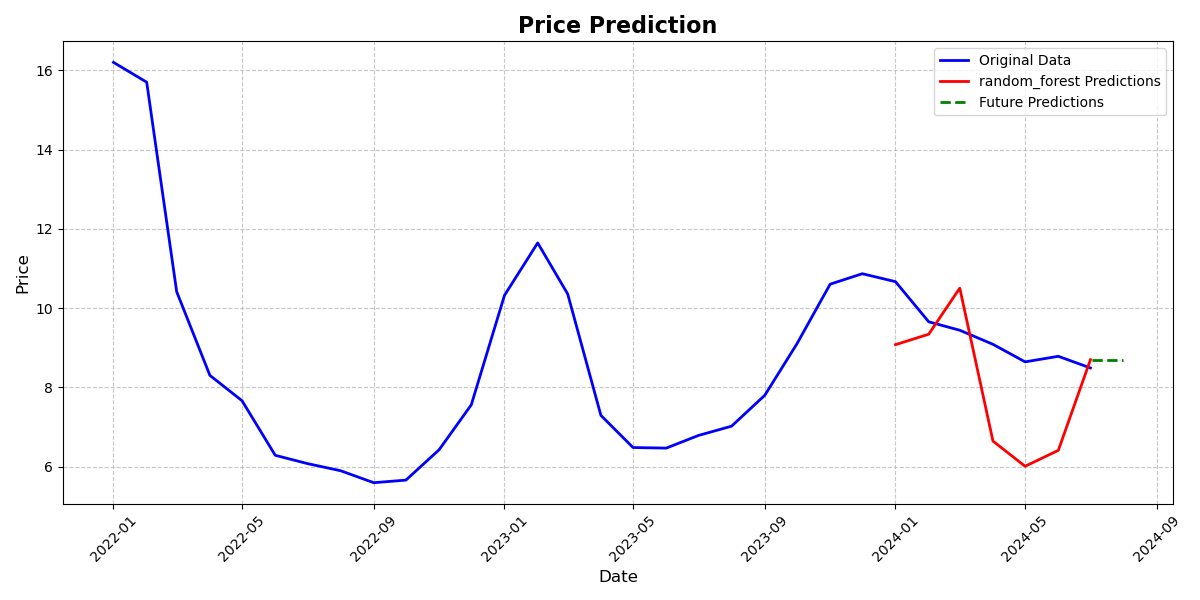 Price Prediction
Original Data
random_forest Predictions
Future Predictions
Price
16
14
12
10
8
6
2022-01
2022-05
2022-09
2023-01
2023-05
2023-09
2024-01
2024-05
2024-09
Date